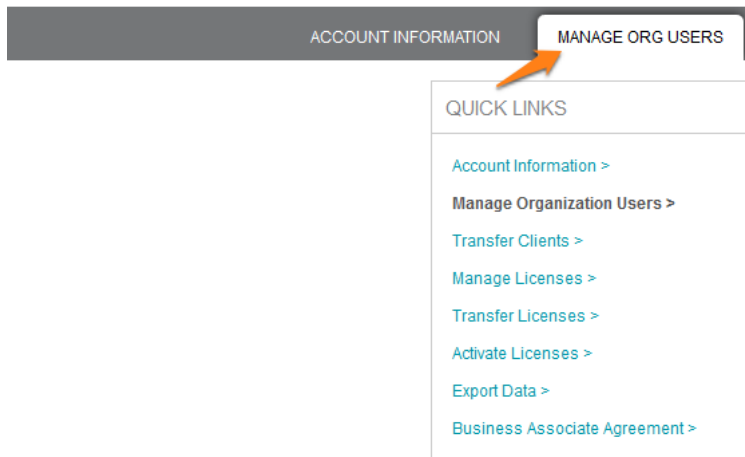 ACCOUNT INFORMATION
MANAGE ORG USERS
QUICK LINKS
Account Information >
Manage Organization Users >
Transfer Clients >
Manage Licenses >
Transfer Licenses >
Activate Licenses >
Export Data >
Business Associate Agreement >